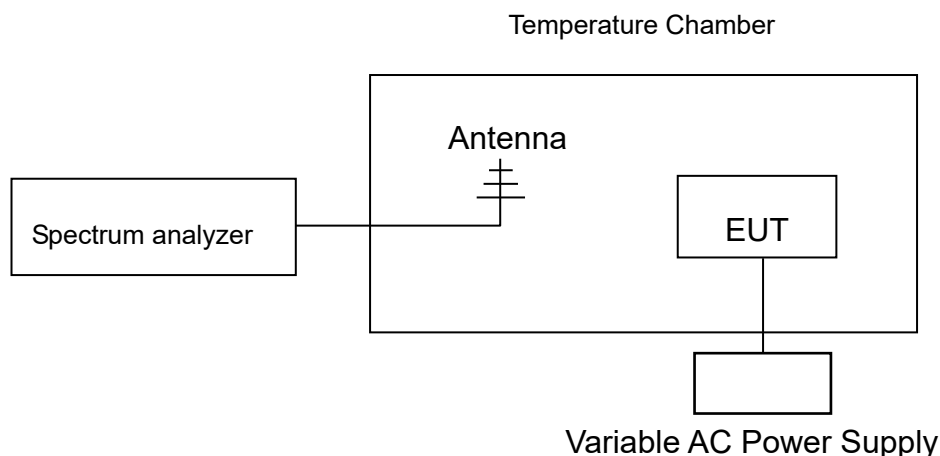 Temperature Chamber
Antenna
Spectrum analyzer
EUT
Variable AC Power Supply